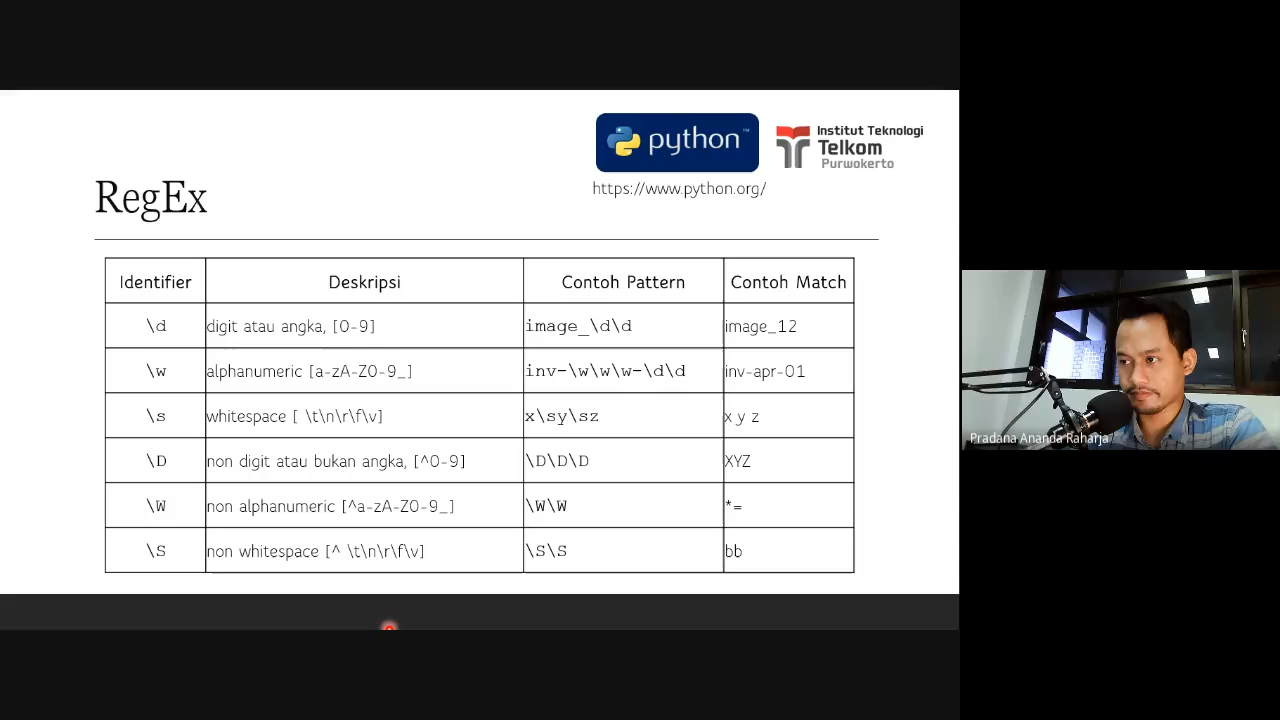 python™
Institut Teknologi
Telkom
Purwokerto
https://www.python.org/
RegEx
Identifier Deskripsi Contoh Pattern Contoh Match
\d digit atau angka, [0-9] image_\d\d image_12
\w alphanumeric [a-zA-Z0-9_] inv-\w\w\w-\d\d inv-apr-01
\s whitespace [ \t\n\r\f\v] x\sy\sz x y z
\D non digit atau bukan angka, [^0-9] \D\D\D XYZ
\W non alphanumeric [^a-zA-Z0-9_] \W\W *=
\S non whitespace [^ \t\n\r\f\v] \S\S bb
Pradana Ananda Raharja